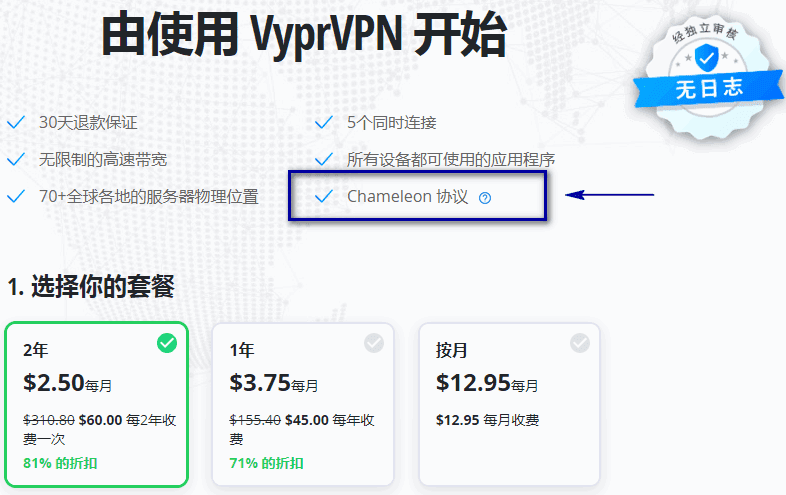 由使用 VyprVPN 开始
经独立审核
无日志
30天退款保证
5个同时连接
无限制的高速带宽
所有设备都可使用的应用程序
70+全球各地的服务器物理位置
Chameleon 协议 ?
1. 选择你的套餐
2年
$2.50每月
$310.80 $60.00 每2年收
费一次
81% 的折扣
1年
$3.75每月
$155.40 $45.00 每年收
费
71% 的折扣
按月
$12.95每月
$12.95 每月收费